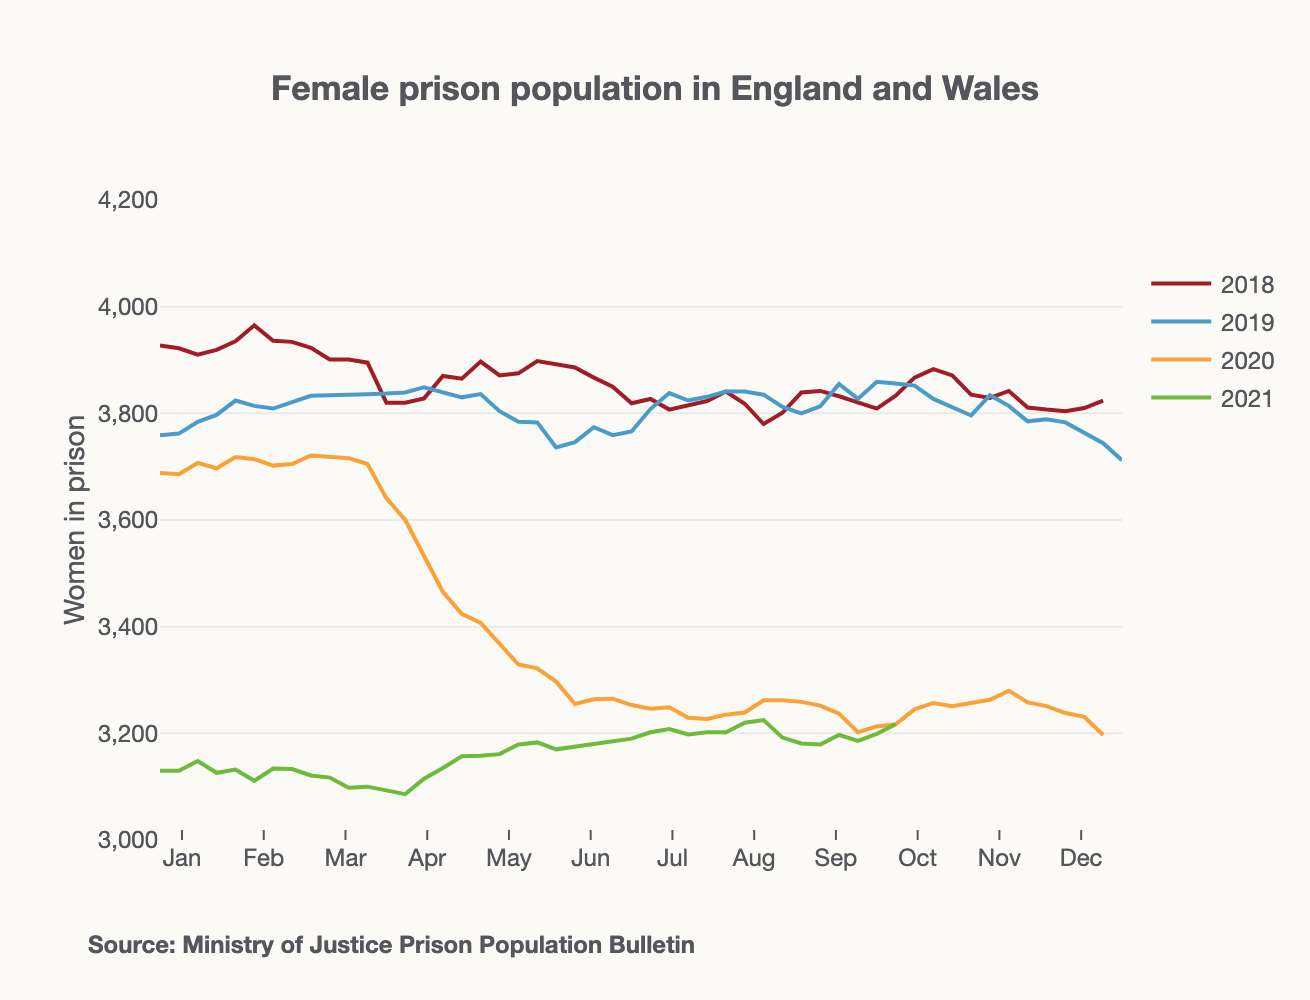 Female prison population in England and Wales
4,200
4,000
3,800
3,600
3,400
3,200
3,000
Women in prison
Jan Feb Mar Apr May Jun Jul Aug Sep Oct Nov Dec
2018
2019
2020
2021
Source: Ministry of Justice Prison Population Bulletin